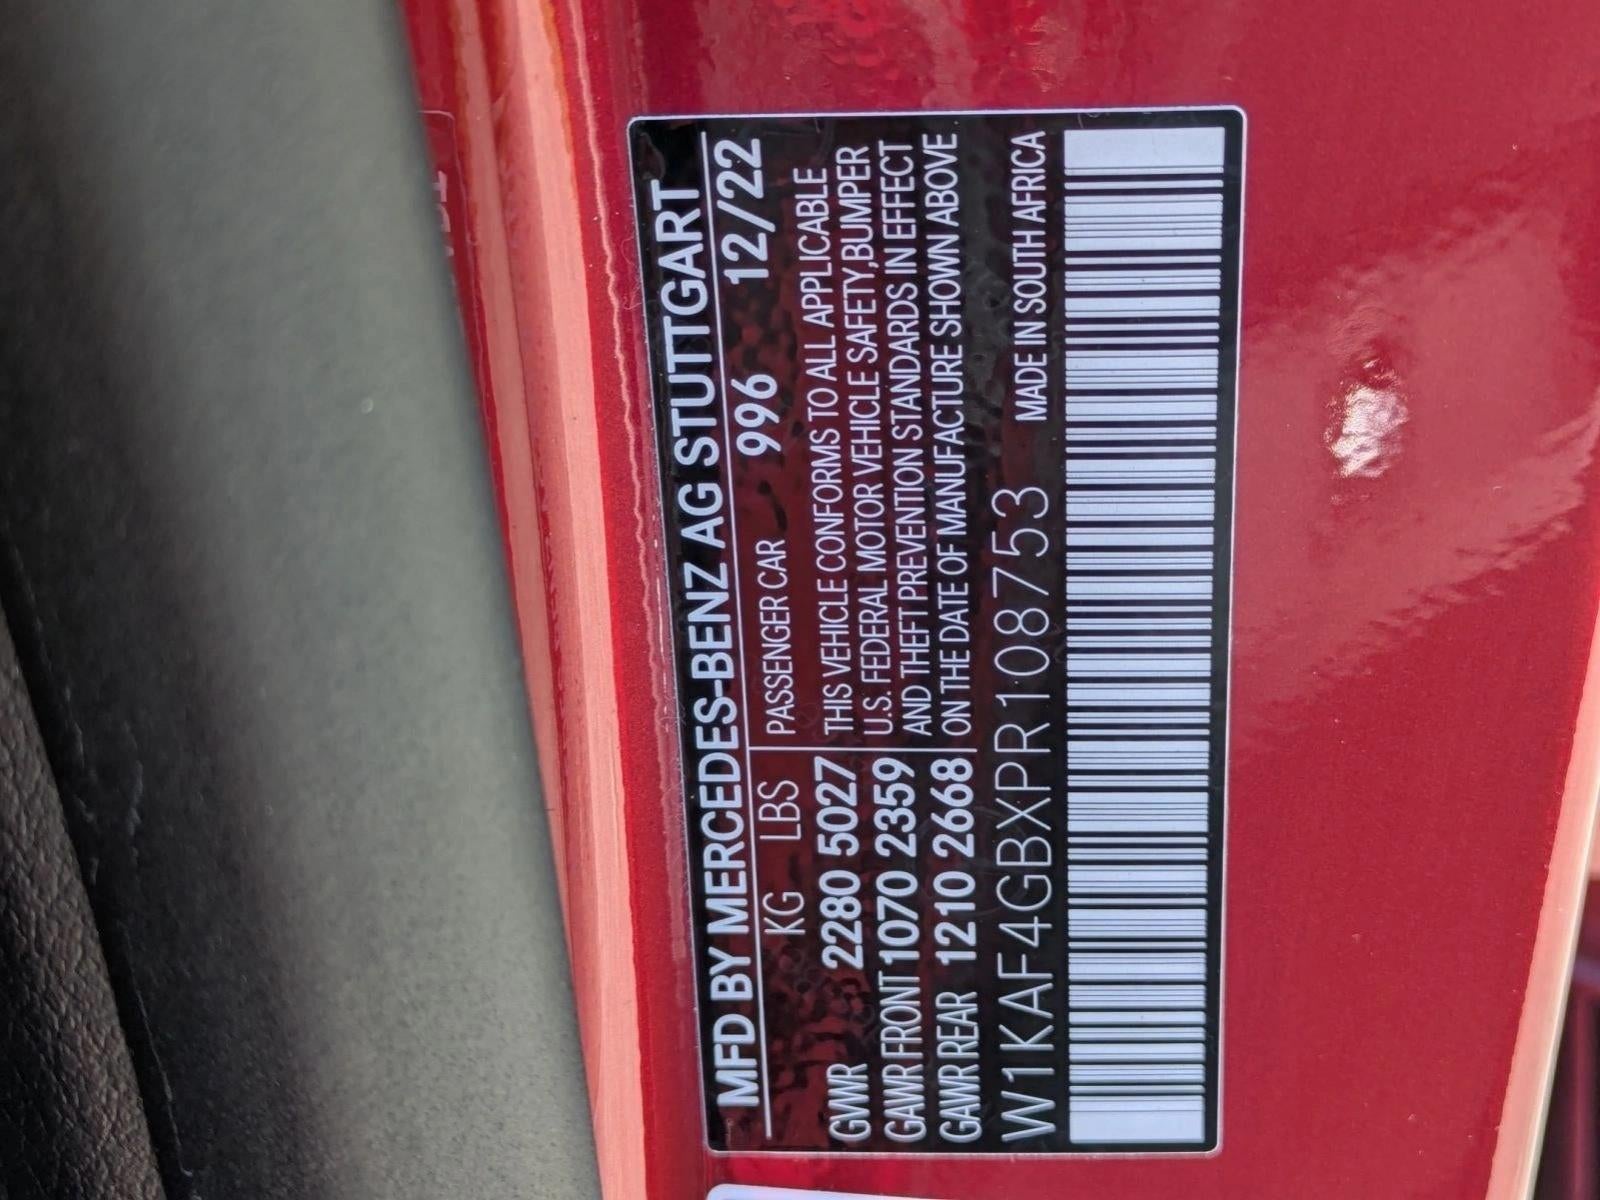 MFD BY MERCEDES-BENZ AG STUTTGART
KG LBS PASSENGER CAR 996 12/22
GVWR 2280 5027 THIS VEHICLE CONFORMS TO ALL APPLICABLE
GAWR FRONT 1070 2359 U.S. FEDERAL MOTOR VEHICLE SAFETY,BUMPER
AND THEFT PREVENTION STANDARDS IN EFFECT
GAWR REAR 1210 2668 ON THE DATE OF MANUFACTURE SHOWN ABOVE
W1KAF4GBXPR108753 MADE IN SOUTH AFRICA